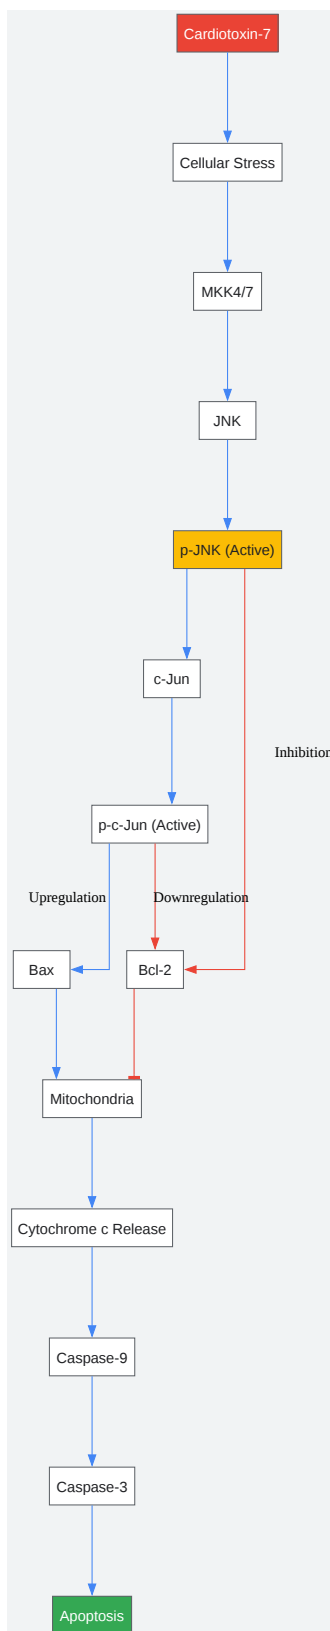 Cardiotoxin-7
Cellular Stress
MKK4/7
JNK
p-JNK (Active)
c-Jun
Inhibition
p-c-Jun (Active)
Upregulation
Downregulation
Bax
Bcl-2
Mitochondria
Cytochrome c Release
Caspase-9
Caspase-3
Apoptosis